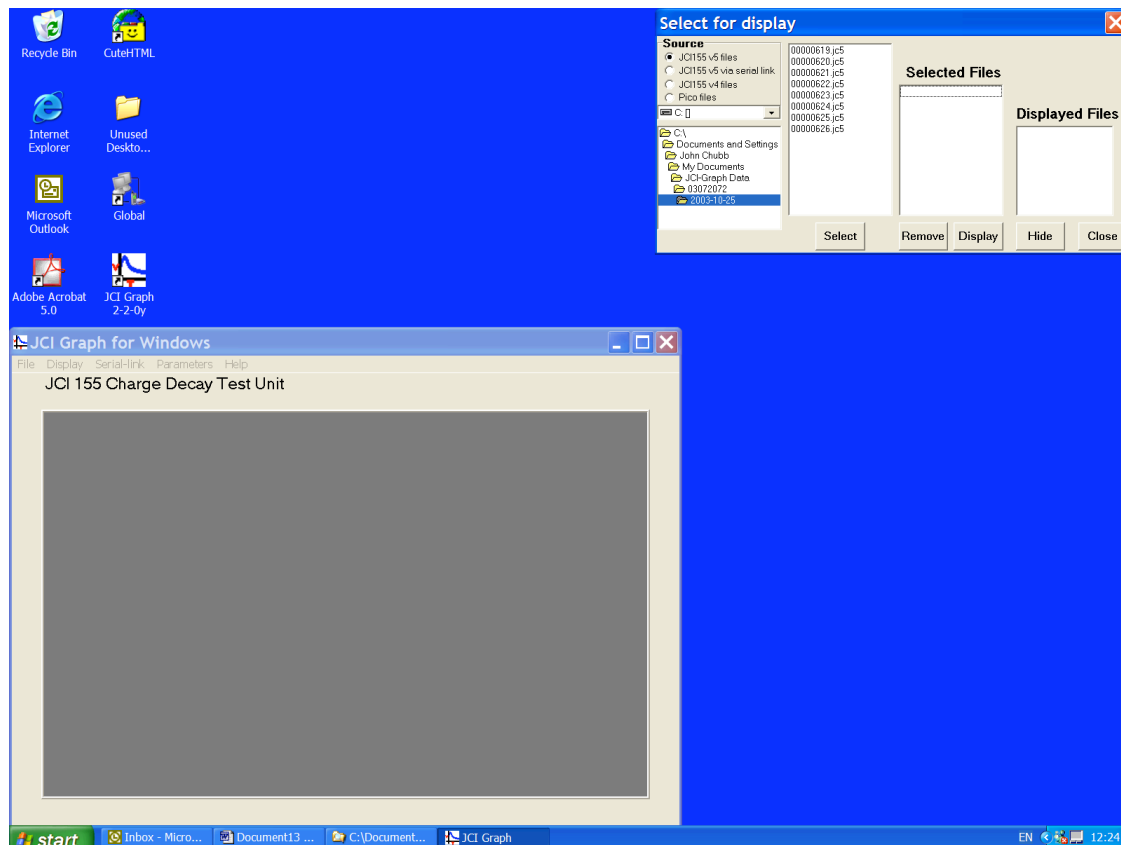 Recycle Bin
CuteHTML
Internet
Explorer
Unused
Deskto...
Microsoft
Outlook
Global
Adobe Acrobat
5.0
JCI Graph
2-2-0y
Select for display
Source
JCI155 v5 files
JCI155 v5 via serial link
JCI155 v4 files
Pico files
C: []
C:\
Documents and Settings
John Chubb
My Documents
JCI-Graph Data
03072072
2003-10-25
00000619.jc5
00000620.jc5
00000621.jc5
00000622.jc5
00000623.jc5
00000624.jc5
00000625.jc5
00000626.jc5
Selected Files
Displayed Files
Select
Remove
Display
Hide
Close
JCI Graph for Windows
File Display Serial-link Parameters Help
JCI 155 Charge Decay Test Unit
start
Inbox - Micro...
Document13 ...
C:\Document...
JCI Graph
EN
12:24